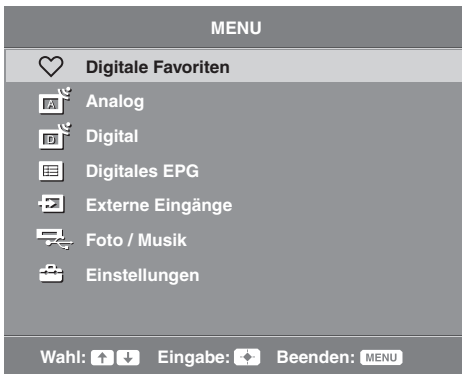 MENU
Digitale Favoriten
A Analog
D Digital
Digitales EPG
Externe Eingänge
Foto / Musik
Einstellungen
Wahl: ↑ ↓ Eingabe: Beenden: MENU